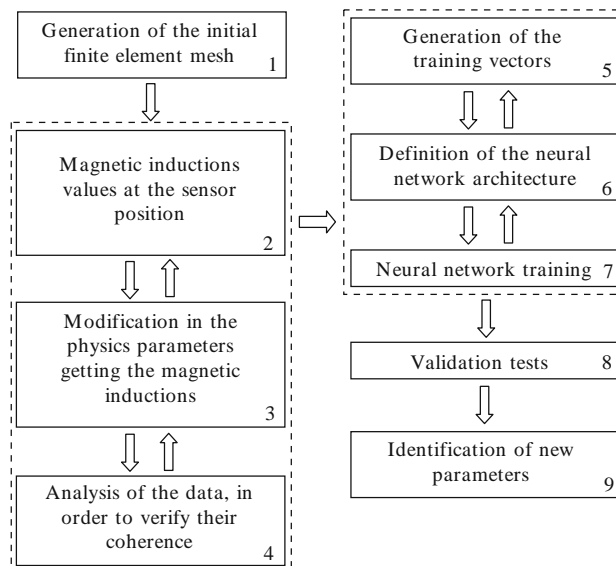 Generation of the initial
finite element mesh
1
Magnetic inductions
values at the sensor
position
2
Modification in the
physics parameters
getting the magnetic
inductions
3
Analysis of the data, in
order to verify their
coherence
4
Generation of the
training vectors
5
Definition of the neural
network architecture
6
Neural network training
7
Validation tests
8
Identification of new
parameters
9